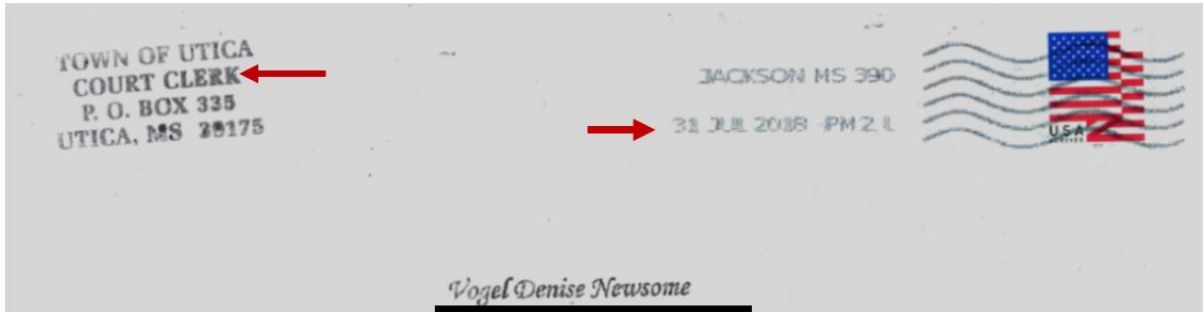 TOWN OF UTICA
COURT CLERK
P. O. BOX 335
UTICA, MS 39175
JACKSON MS 390
31 JUL 2018 PM 2 L
USA
Vogel Denise Newsome